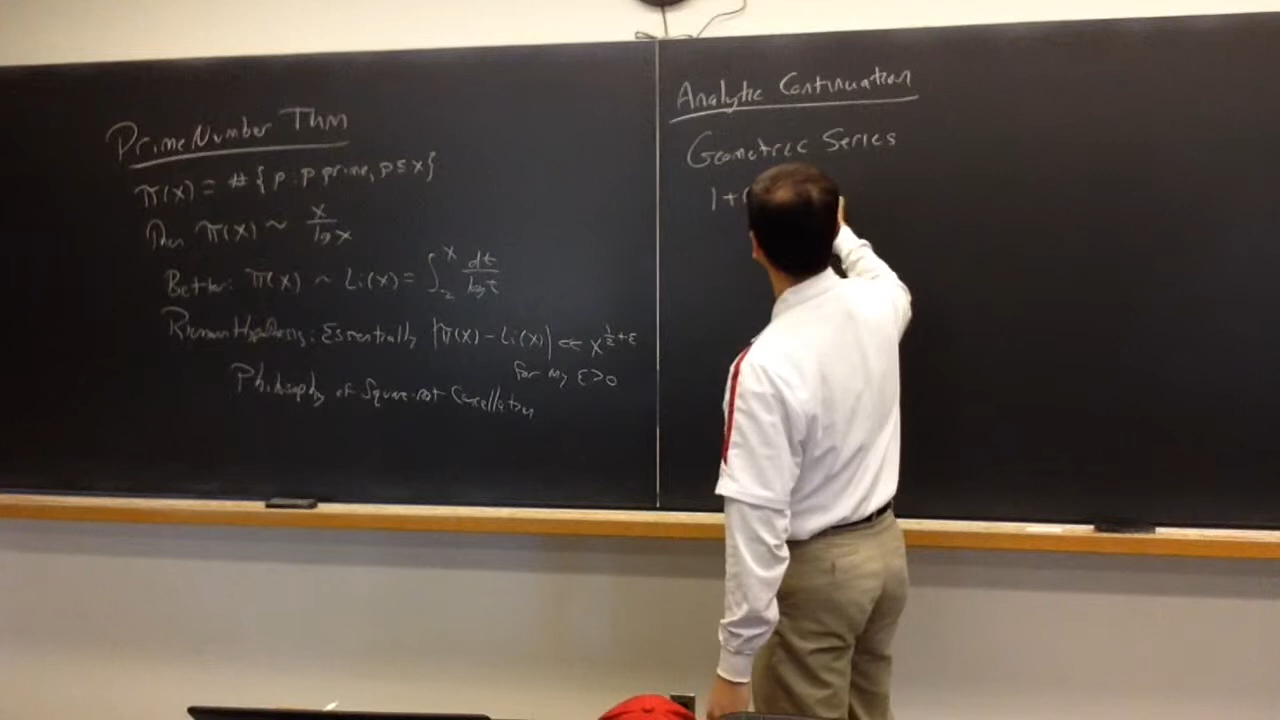 Prime Number Thm
π(x) = #{p : p prime, p ≤ x}
Then π(x) ~ x/log x
Better: π(x) ~ Li(x) = ∫_2^x dt/log t
Riemann Hypothesis: Essentially |π(x) - Li(x)| << x^{1/2+ε}
for any ε>0
Philosophy of Square-root Cancellation
Analytic Continuation
Geometric Series
1+